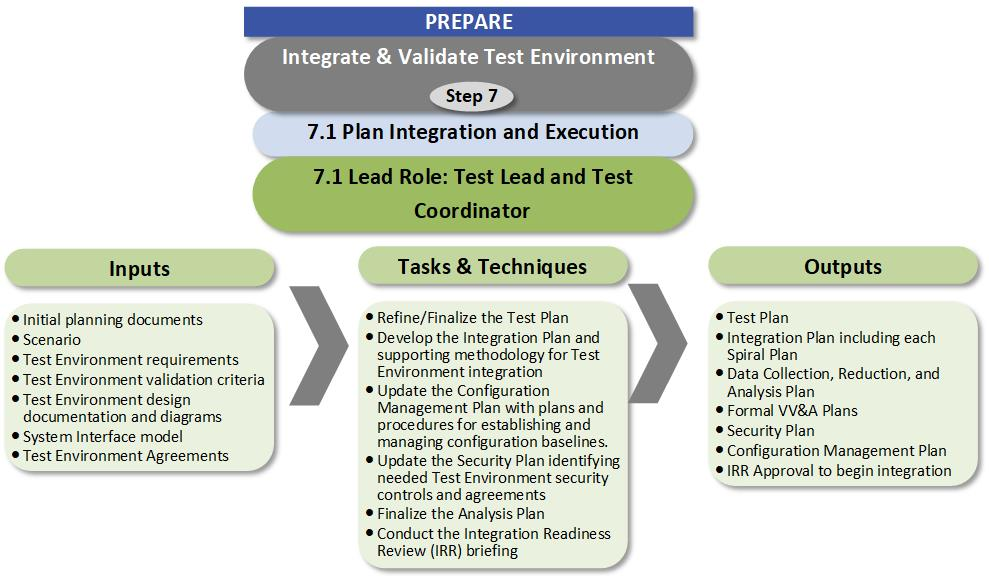 PREPARE
Integrate & Validate Test Environment
Step 7
7.1 Plan Integration and Execution
7.1 Lead Role: Test Lead and Test
Coordinator
Inputs
• Initial planning documents
• Scenario
• Test Environment requirements
• Test Environment validation criteria
• Test Environment design
documentation and diagrams
• System Interface model
• Test Environment Agreements
Tasks & Techniques
• Refine/Finalize the Test Plan
• Develop the Integration Plan and
supporting methodology for Test
Environment integration
• Update the Configuration
Management Plan with plans and
procedures for establishing and
managing configuration baselines.
• Update the Security Plan identifying
needed Test Environment security
controls and agreements
• Finalize the Analysis Plan
• Conduct the Integration Readiness
Review (IRR) briefing
Outputs
• Test Plan
• Integration Plan including each
Spiral Plan
• Data Collection, Reduction, and
Analysis Plan
• Formal VV&A Plans
• Security Plan
• Configuration Management Plan
• IRR Approval to begin integration